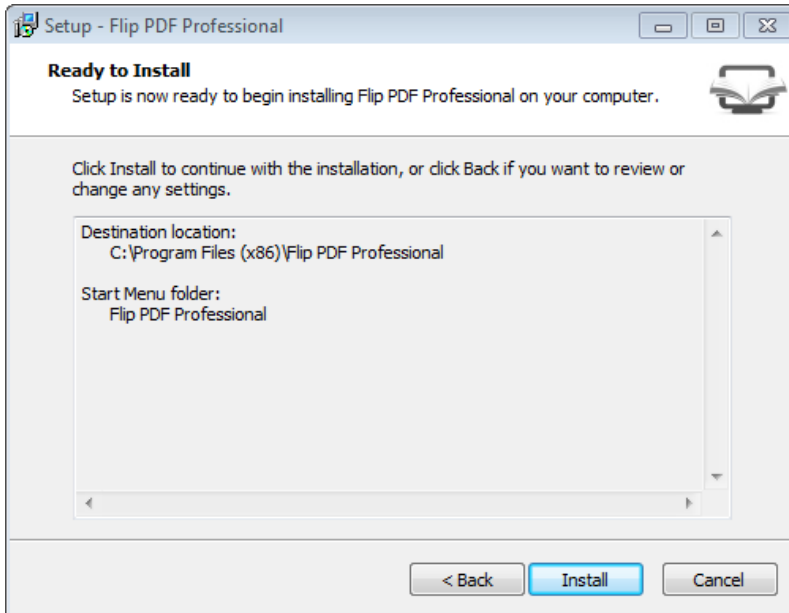 Setup - Flip PDF Professional
Ready to Install
Setup is now ready to begin installing Flip PDF Professional on your computer.
Click Install to continue with the installation, or click Back if you want to review or
change any settings.
Destination location:
C:\Program Files (x86)\Flip PDF Professional
Start Menu folder:
Flip PDF Professional
< Back
Install
Cancel